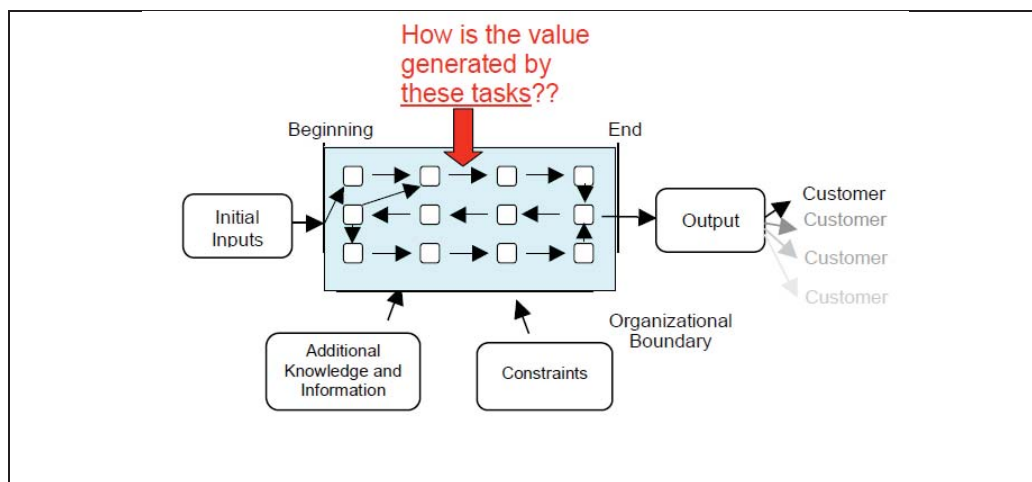 How is the value
generated by
these tasks??
Beginning
End
Initial
Inputs
Output
Customer
Customer
Customer
Customer
Organizational
Boundary
Additional
Knowledge and
Information
Constraints